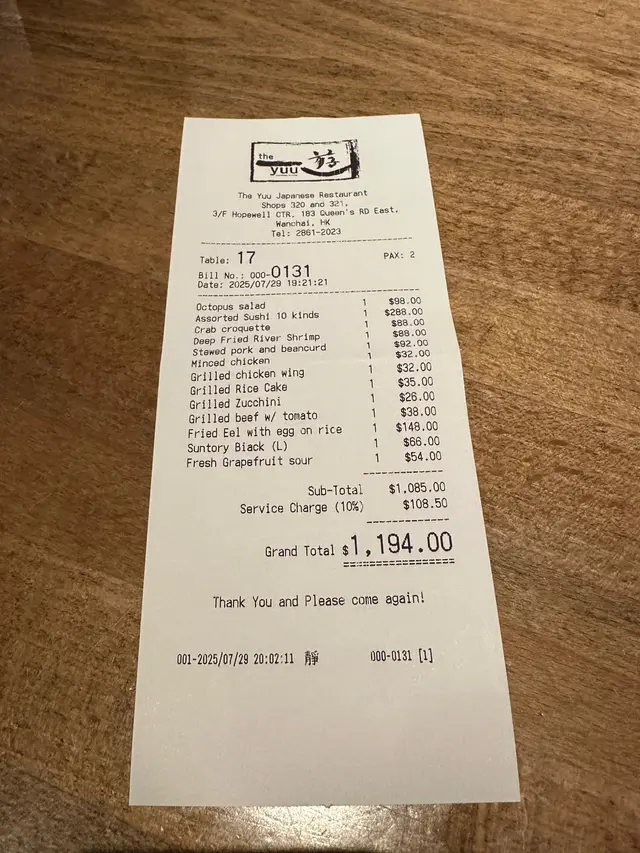 the
yuu 遊
The Yuu Japanese Restaurant
Shops 320 and 321,
3/F Hopewell CTR. 183 Queen's RD East,
Wanchai, HK
Tel: 2861-2023
Table: 17 PAX: 2
Bill No.: 000-0131
Date: 2025/07/29 19:21:21
Octopus salad 1 $98.00
Assorted Sushi 10 kinds 1 $288.00
Crab croquette 1 $88.00
Deep Fried River Shrimp 1 $88.00
Stewed pork and beancurd 1 $92.00
Minced chicken 1 $32.00
Grilled chicken wing 1 $32.00
Grilled Rice Cake 1 $35.00
Grilled Zucchini 1 $26.00
Grilled beef w/ tomato 1 $38.00
Fried Eel with egg on rice 1 $148.00
Suntory Biack (L) 1 $66.00
Fresh Grapefruit sour 1 $54.00
Sub-Total $1,085.00
Service Charge (10%) $108.50
Grand Total $1,194.00
Thank You and Please come again!
001-2025/07/29 20:02:11 靜 000-0131 [1]